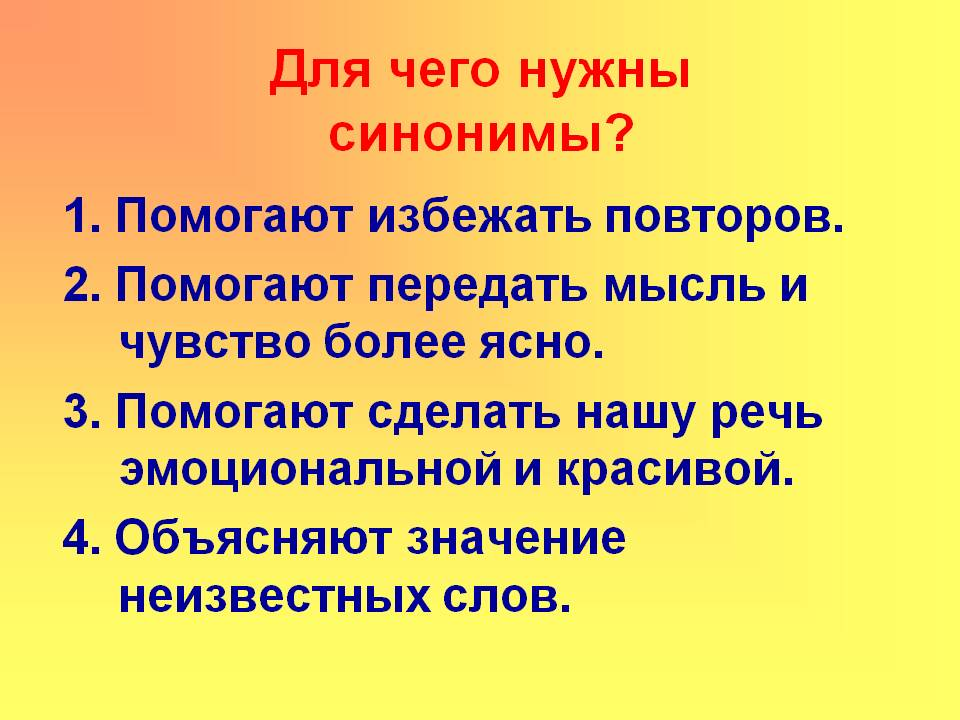 Для чего нужны
синонимы?
1. Помогают избежать повторов.
2. Помогают передать мысль и
чувство более ясно.
3. Помогают сделать нашу речь
эмоциональной и красивой.
4. Объясняют значение
неизвестных слов.